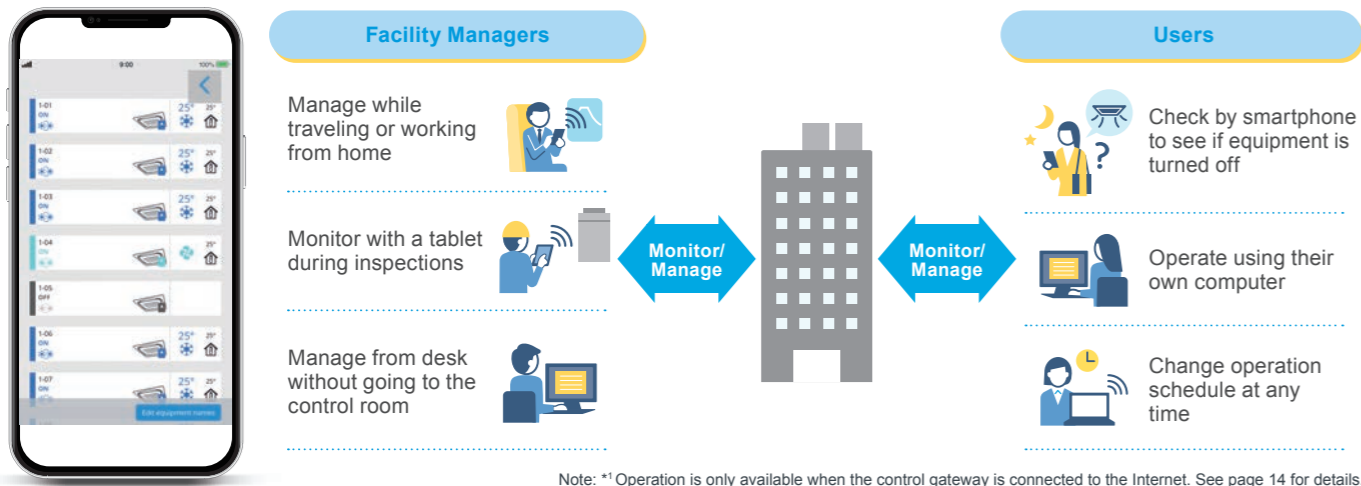 9:00
100%
1-01
ON
25° 25°
1-02
ON
25° 25°
1-03
ON
25° 25°
1-04
ON
25°
1-05
OFF
1-06
ON
25° 25°
1-07
ON
25° 25°
Edit equipment names
Facility Managers
Manage while
traveling or working
from home
Monitor with a tablet
during inspections
Manage from desk
without going to the
control room
Monitor/
Manage
Monitor/
Manage
Users
?
Check by smartphone
to see if equipment is
turned off
Operate using their
own computer
Change operation
schedule at any
time
Note: *1 Operation is only available when the control gateway is connected to the Internet. See page 14 for details